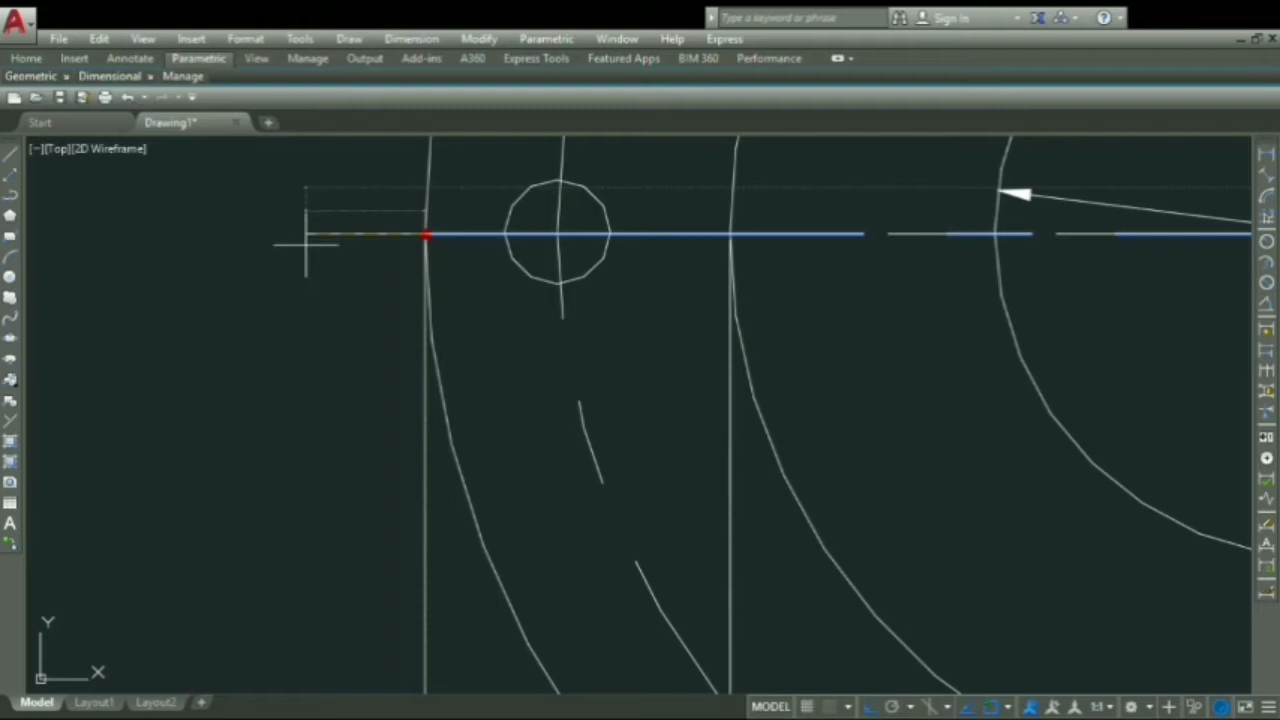 A
Type a keyword or phrase
Sign In
?
File Edit View Insert Format Tools Draw Dimension Modify Parametric Window Help Express
Home Insert Annotate Parametric View Manage Output Add-ins A360 Express Tools Featured Apps BIM 360 Performance
Geometric » Dimensional » Manage
Start
Drawing1*
[−][Top][2D Wireframe]
A
Y
X
Model Layout1 Layout2 +
MODEL
1:1